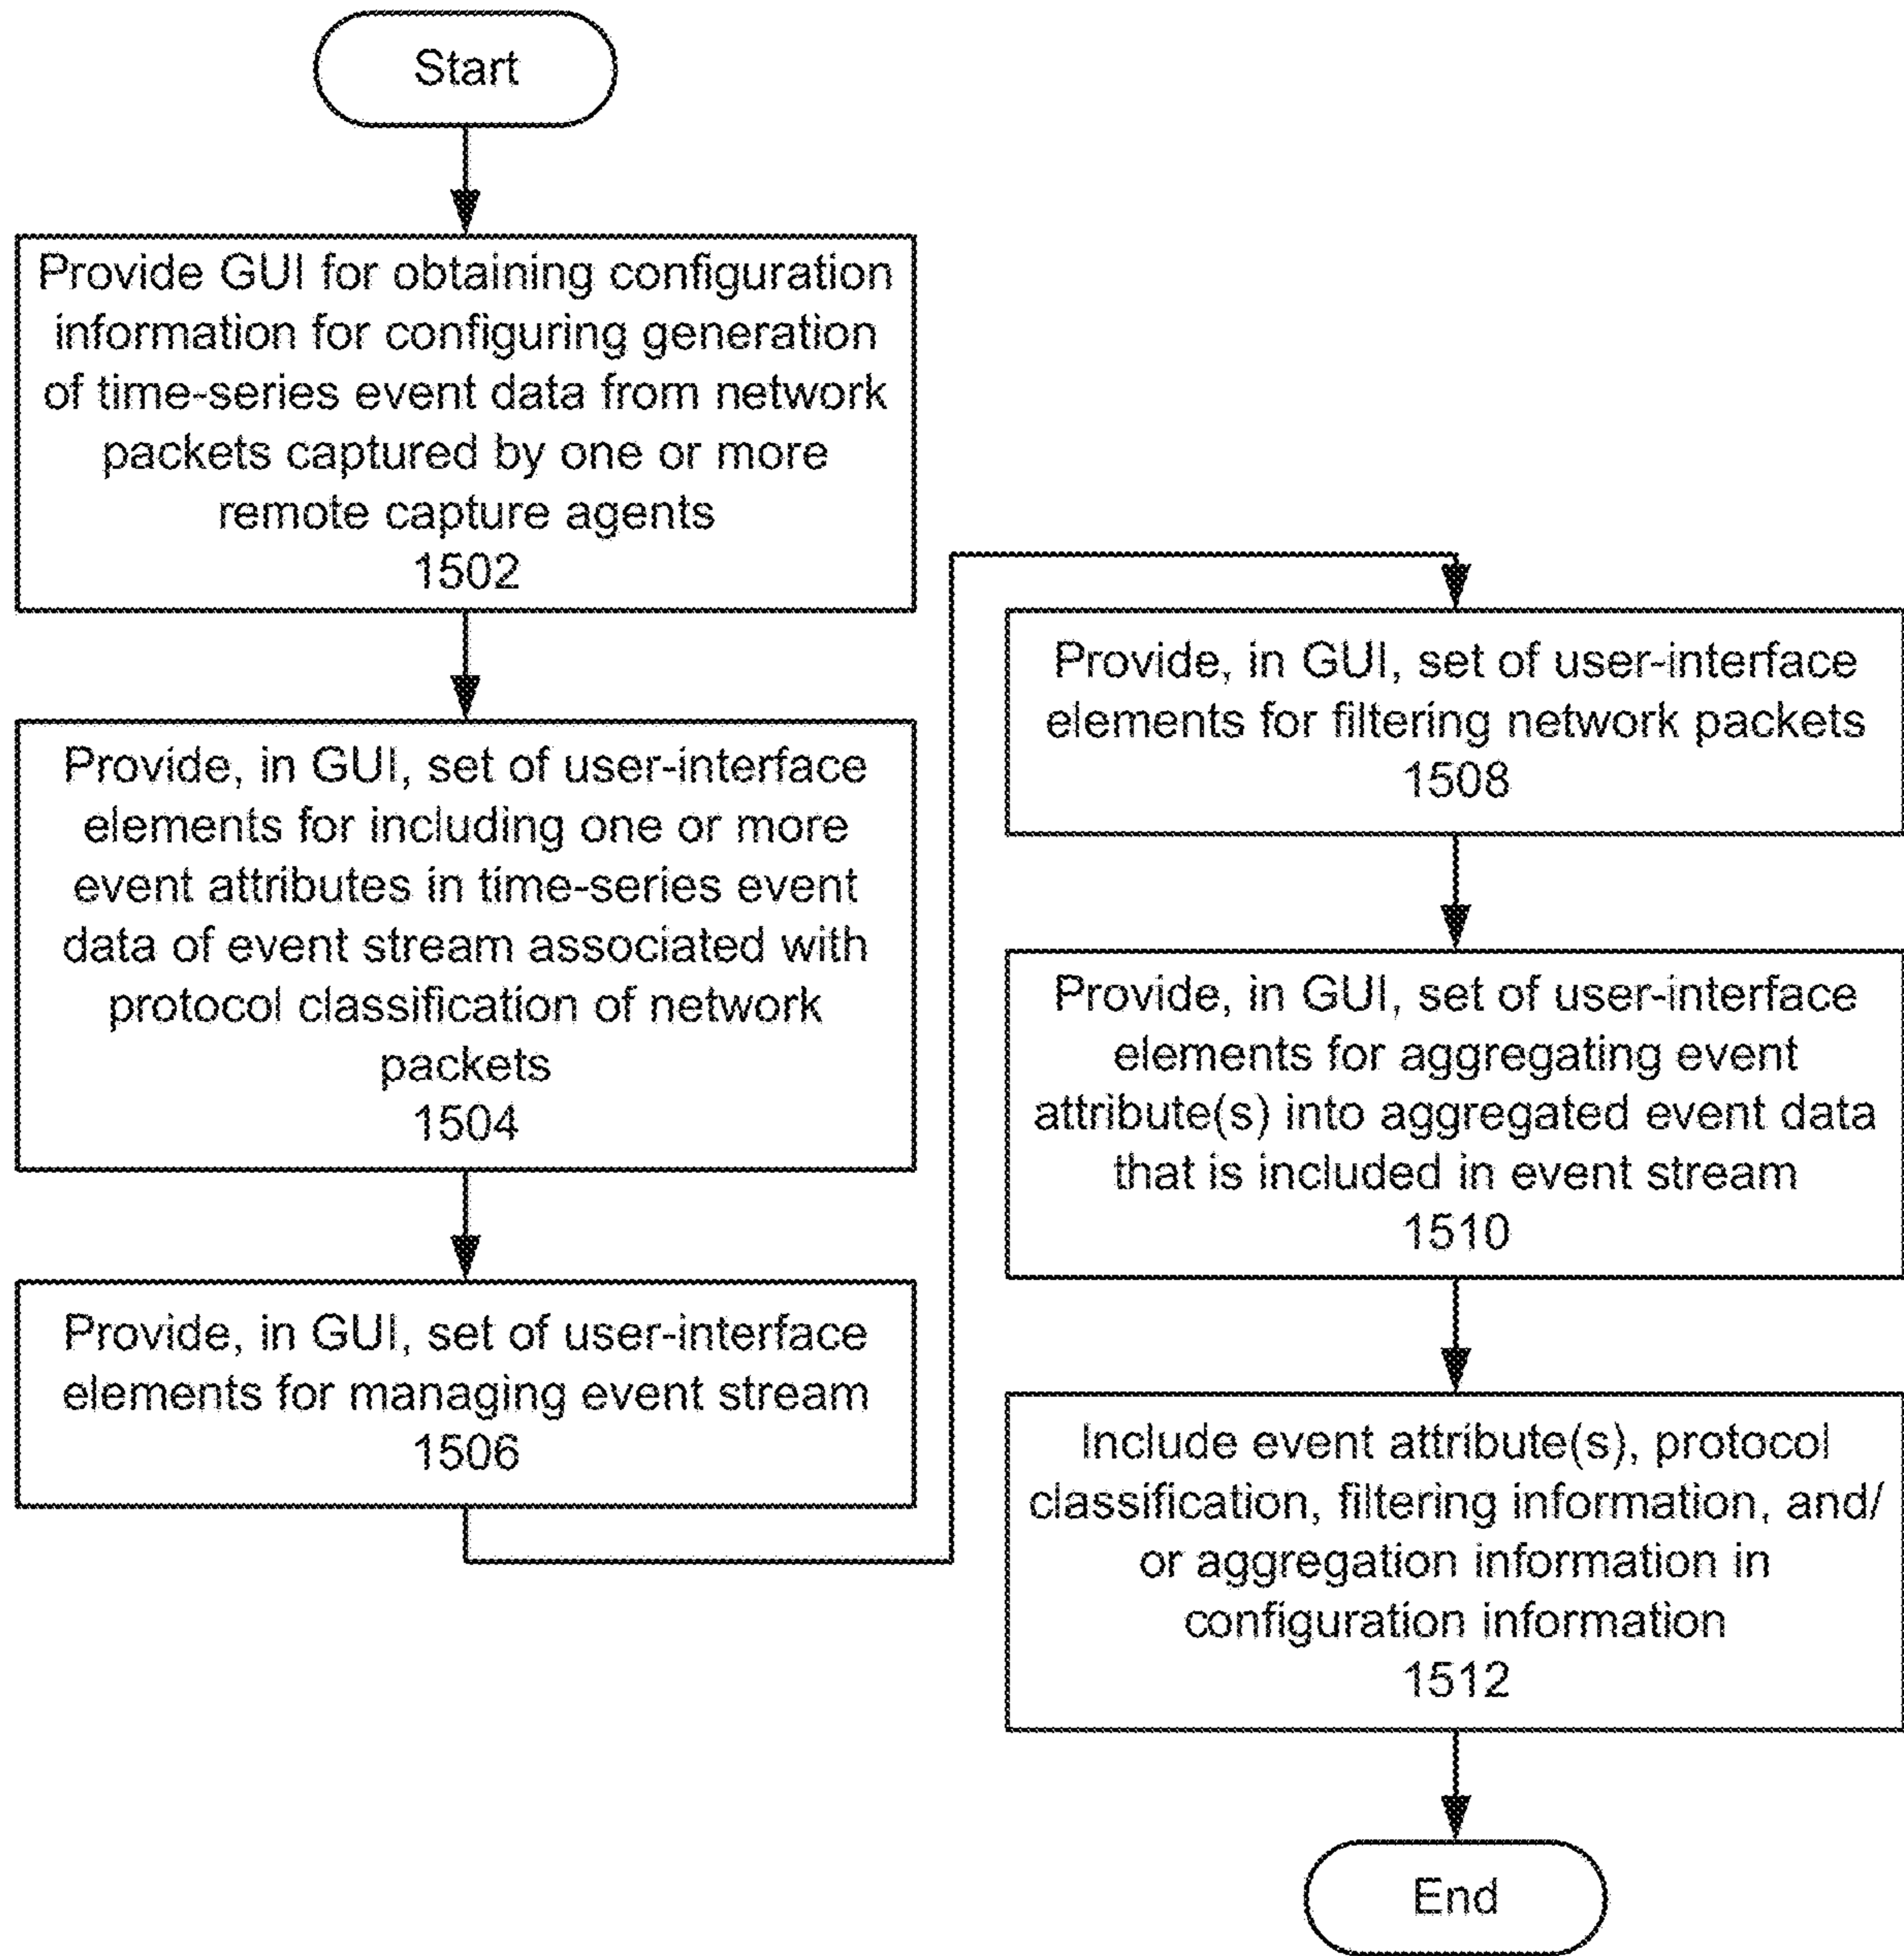 Start
Provide GUI for obtaining configuration
information for configuring generation
of time-series event data from network
packets captured by one or more
remote capture agents
1502
Provide, in GUI, set of user-interface
elements for including one or more
event attributes in time-series event
data of event stream associated with
protocol classification of network
packets
1504
Provide, in GUI, set of user-interface
elements for managing event stream
1506
Provide, in GUI, set of user-interface
elements for filtering network packets
1508
Provide, in GUI, set of user-interface
elements for aggregating event
attribute(s) into aggregated event data
that is included in event stream
1510
Include event attribute(s), protocol
classification, filtering information, and/
or aggregation information in
configuration information
1512
End